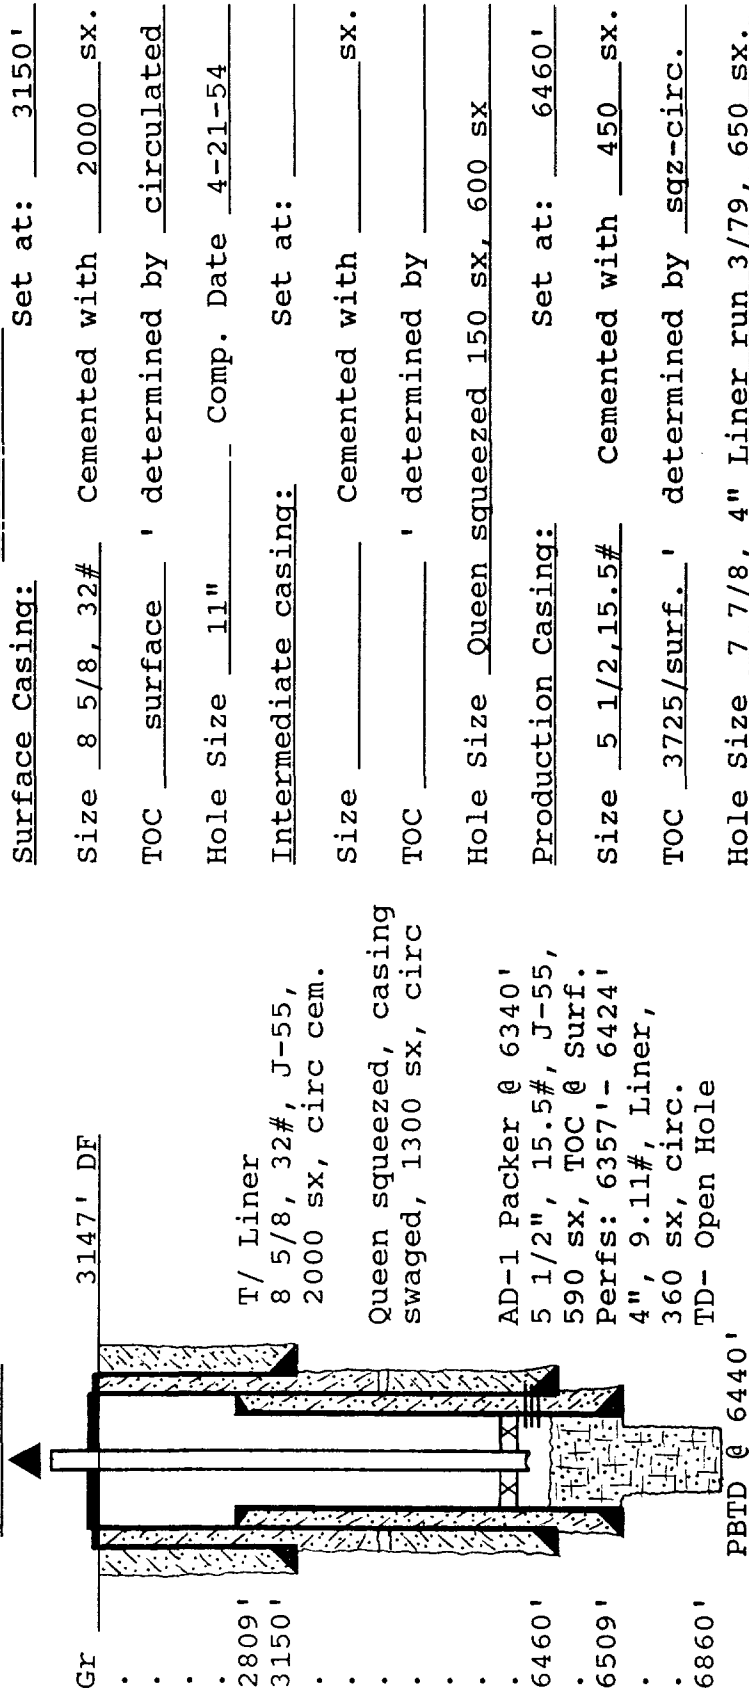 Gr
3147' DF
2809'
3150'
6460'
6509'
6860'
T/ Liner
8 5/8, 32#, J-55,
2000 sx, circ cem.
Queen squeezed, casing
swaged, 1300 sx, circ
AD-1 Packer @ 6340'
5 1/2", 15.5#, J-55,
590 sx, TOC @ Surf.
Perfs: 6357'- 6424'
4", 9.11#, Liner,
360 sx, circ.
TD- Open Hole
PBTD @ 6440'
Surface Casing:
Set at: 3150'
Size 8 5/8, 32# Cemented with 2000 sx.
TOC surface ' determined by circulated
Hole Size 11" Comp. Date 4-21-54
Intermediate casing:
Set at:
Size Cemented with sx.
TOC ' determined by
Hole Size Queen squeezed 150 sx, 600 sx
Production Casing:
Set at: 6460'
Size 5 1/2,15.5# Cemented with 450 sx.
TOC 3725/surf. ' determined by sqz-circ.
Hole Size 7 7/8, 4" Liner run 3/79, 650 sx.